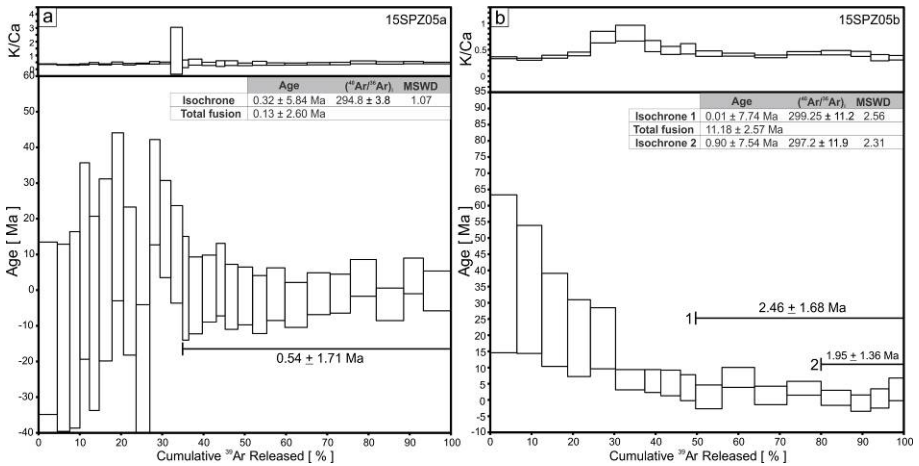 a
15SPZ05a
K/Ca
4
3
2
1
0
Age (⁴⁰Ar/³⁶Ar)ᵢ MSWD
Isochrone 0.32 ± 5.84 Ma 294.8 ± 3.8 1.07
Total fusion 0.13 ± 2.60 Ma
Age [ Ma ]
60
50
40
30
20
10
0
-10
-20
-30
-40
0.54 ± 1.71 Ma
0 10 20 30 40 50 60 70 80 90 100
Cumulative ³⁹Ar Released [ % ]
b
15SPZ05b
K/Ca
1
0.5
0
Age (⁴⁰Ar/³⁶Ar)ᵢ MSWD
Isochrone 1 0.01 ± 7.74 Ma 299.25 ± 11.2 2.56
Total fusion 11.18 ± 2.57 Ma
Isochrone 2 0.90 ± 7.54 Ma 297.2 ± 11.9 2.31
Age [ Ma ]
95
90
85
80
75
70
65
60
55
50
45
40
35
30
25
20
15
10
5
0
-5
-10
1 2.46 ± 1.68 Ma
2 1.95 ± 1.36 Ma
0 10 20 30 40 50 60 70 80 90 100
Cumulative ³⁹Ar Released [ % ]